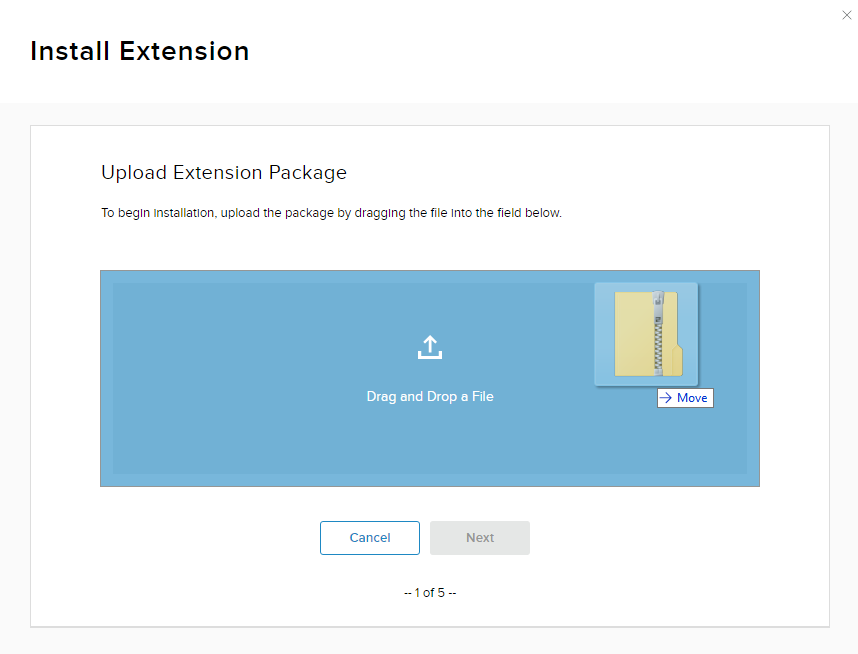 Install Extension
Upload Extension Package
To begin installation, upload the package by dragging the file into the field below.
Drag and Drop a File
Move
Cancel
Next
-- 1 of 5 --